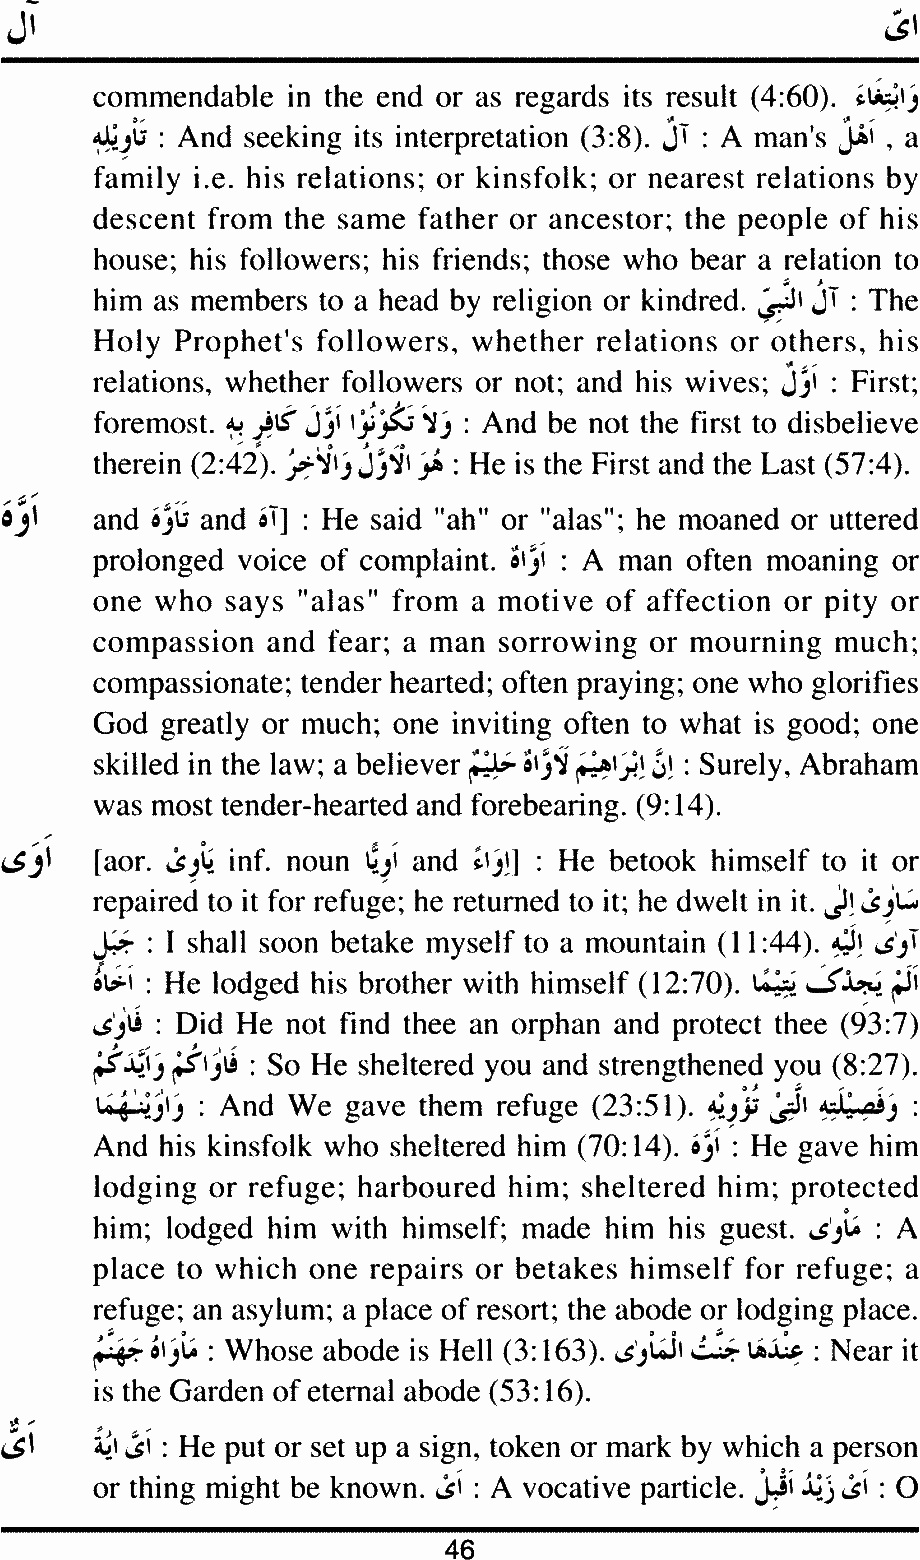 آل اىّ
commendable in the end or as regards its result (4:60). وَابْتِغَاءَ
تَأْوِيْلِهٖ : And seeking its interpretation (3:8). آلٌ : A man's اَهْلٌ , a
family i.e. his relations; or kinsfolk; or nearest relations by
descent from the same father or ancestor; the people of his
house; his followers; his friends; those who bear a relation to
him as members to a head by religion or kindred. آلُ النَّبِيِّ : The
Holy Prophet's followers, whether relations or others, his
relations, whether followers or not; and his wives; اَوَّلٌ : First;
foremost. وَلَا تَكُوْنُوْا اَوَّلَ كَافِرٍ بِهٖ : And be not the first to disbelieve
therein (2:42). هُوَ الْاَوَّلُ وَالْاٰخِرُ : He is the First and the Last (57:4).
اَوَّهَ and تَاَوَّهَ and آهَ] : He said "ah" or "alas"; he moaned or uttered
prolonged voice of complaint. اَوَّاهٌ : A man often moaning or
one who says "alas" from a motive of affection or pity or
compassion and fear; a man sorrowing or mourning much;
compassionate; tender hearted; often praying; one who glorifies
God greatly or much; one inviting often to what is good; one
skilled in the law; a believer اِنَّ اِبْرَاهِيْمَ لَاَوَّاهٌ حَلِيْمٌ : Surely, Abraham
was most tender-hearted and forebearing. (9:14).
اَوَى [aor. يَأْوِىْ inf. noun اَوِيًّا and اِوَاءً] : He betook himself to it or
repaired to it for refuge; he returned to it; he dwelt in it. سَاٰوِىْ اِلٰى
جَبَلٍ : I shall soon betake myself to a mountain (11:44). آوٰى اِلَيْهِ
اَخَاهُ : He lodged his brother with himself (12:70). اَلَمْ يَجِدْكَ يَتِيْمًا
فَاٰوٰى : Did He not find thee an orphan and protect thee (93:7)
فَاٰوَاكُمْ وَاَيَّدَكُمْ : So He sheltered you and strengthened you (8:27).
وَاٰوَيْنٰهُمَا : And We gave them refuge (23:51). وَفَصِيْلَتِهِ الَّتِىْ تُؤْوِيْهِ :
And his kinsfolk who sheltered him (70:14). اَوَّهُ : He gave him
lodging or refuge; harboured him; sheltered him; protected
him; lodged him with himself; made him his guest. مَأْوٰى : A
place to which one repairs or betakes himself for refuge; a
refuge; an asylum; a place of resort; the abode or lodging place.
مَأْوَاهُ جَهَنَّمُ : Whose abode is Hell (3:163). عِنْدَهَا جَنَّتُ الْمَأْوٰى : Near it
is the Garden of eternal abode (53:16).
اَىٌّ اَىَّ اٰيَةً : He put or set up a sign, token or mark by which a person
or thing might be known. اَىْ : A vocative particle. اَىْ زَيْدُ اَقْبِلْ : O
46